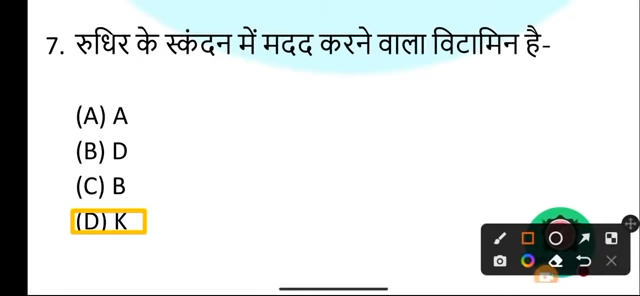 7. रुधिर के स्कंदन में मदद करने वाला विटामिन है-
(A) A
(B) D
(C) B
(D) K